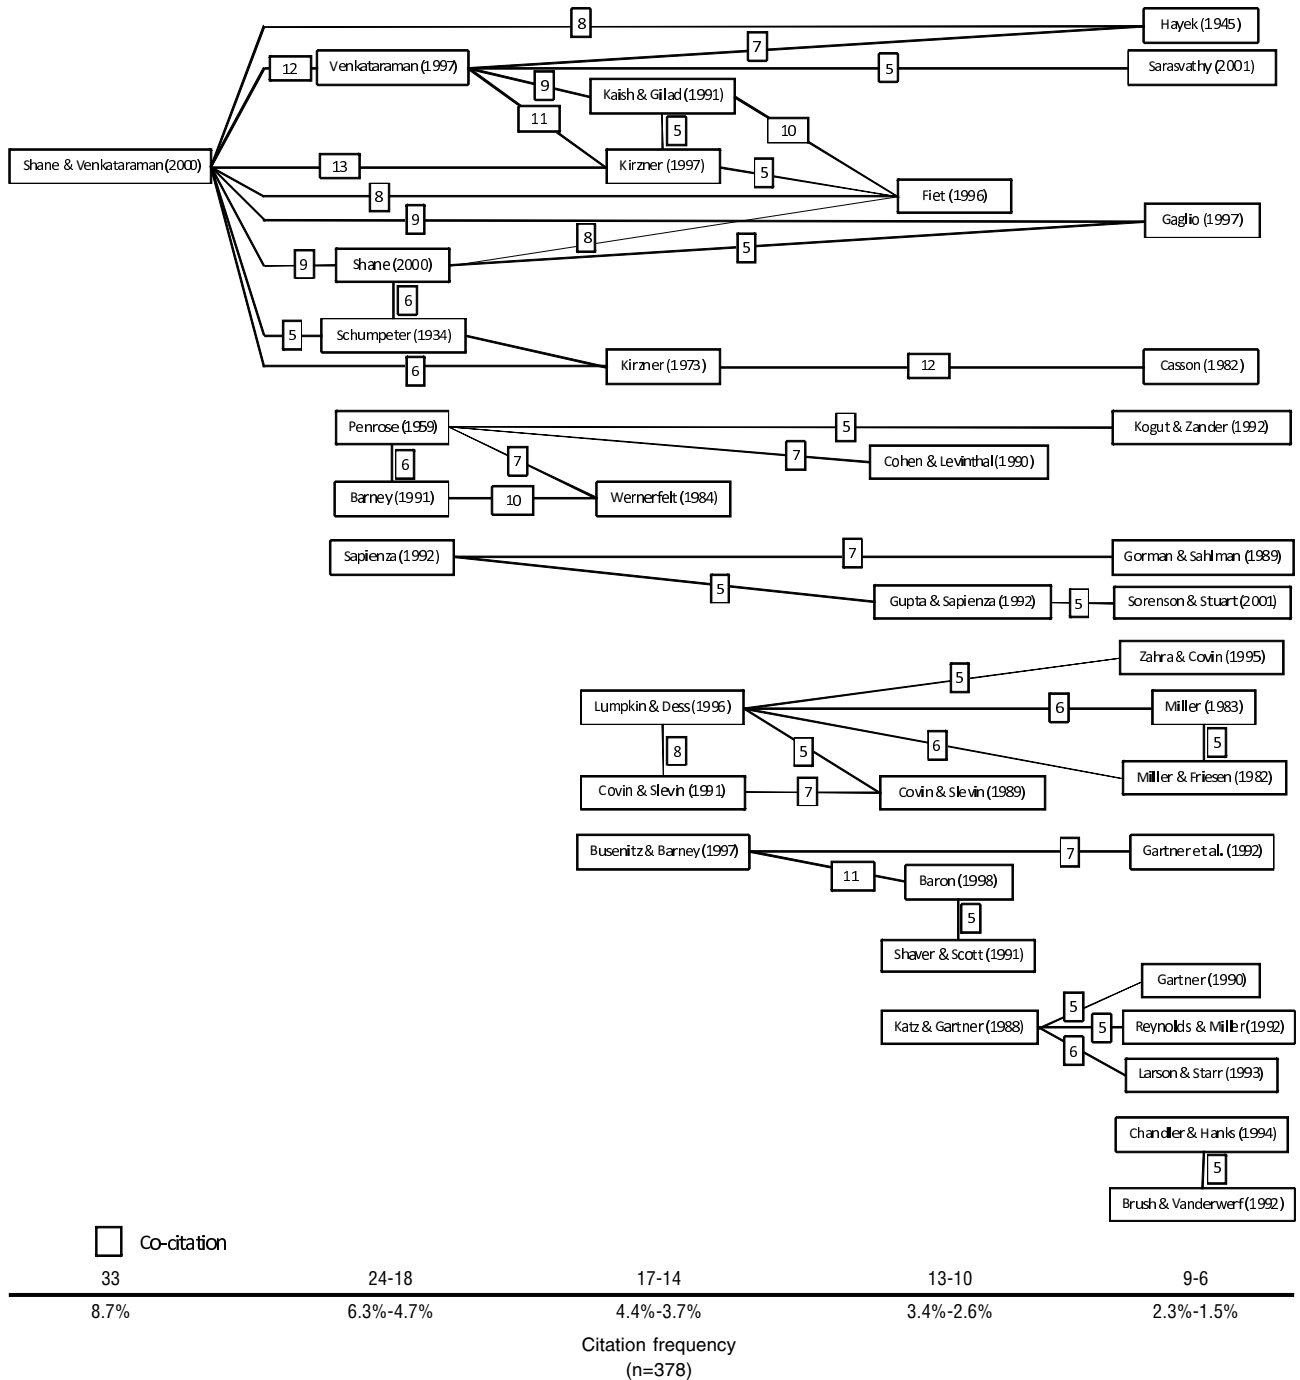 8
Hayek (1945)
7
12
Venkataraman (1997)
5
Sarasvathy (2001)
9
Kaish & Gilad (1991)
11
5
10
Shane & Venkataraman (2000)
13
Kirzner (1997)
5
8
Fiet (1996)
9
Gaglio (1997)
8
5
9
Shane (2000)
6
5
Schumpeter (1934)
6
Kirzner (1973)
12
Casson (1982)
Penrose (1959)
5
Kogut & Zander (1992)
6
7
7
Cohen & Levinthal (1990)
Barney (1991)
10
Wernerfelt (1984)
Sapienza (1992)
7
Gorman & Sahlman (1989)
5
Gupta & Sapienza (1992)
5
Sorenson & Stuart (2001)
Zahra & Covin (1995)
5
Lumpkin & Dess (1996)
6
Miller (1983)
8
5
6
5
Miller & Friesen (1982)
Covin & Slevin (1991)
7
Covin & Slevin (1989)
Busenitz & Barney (1997)
7
Gartner et al. (1992)
11
Baron (1998)
5
Shaver & Scott (1991)
Gartner (1990)
5
Katz & Gartner (1988)
5
Reynolds & Miller (1992)
6
Larson & Starr (1993)
Chandler & Hanks (1994)
5
Brush & Vanderwerf (1992)
Co-citation
33 24-18 17-14 13-10 9-6
8.7% 6.3%-4.7% 4.4%-3.7% 3.4%-2.6% 2.3%-1.5%
Citation frequency
(n=378)